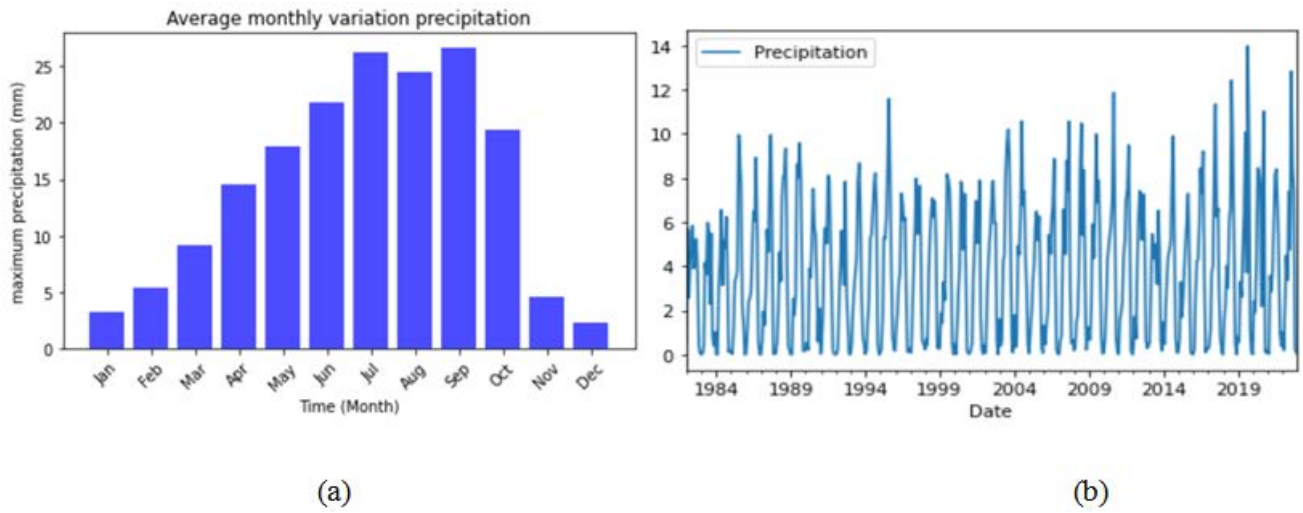 Average monthly variation precipitation
maximum precipitation (mm)
25
20
15
10
5
0
Jan Feb Mar Apr May Jun Jul Aug Sep Oct Nov Dec
Time (Month)
(a)
Precipitation
14
12
10
8
6
4
2
0
1984 1989 1994 1999 2004 2009 2014 2019
Date
(b)